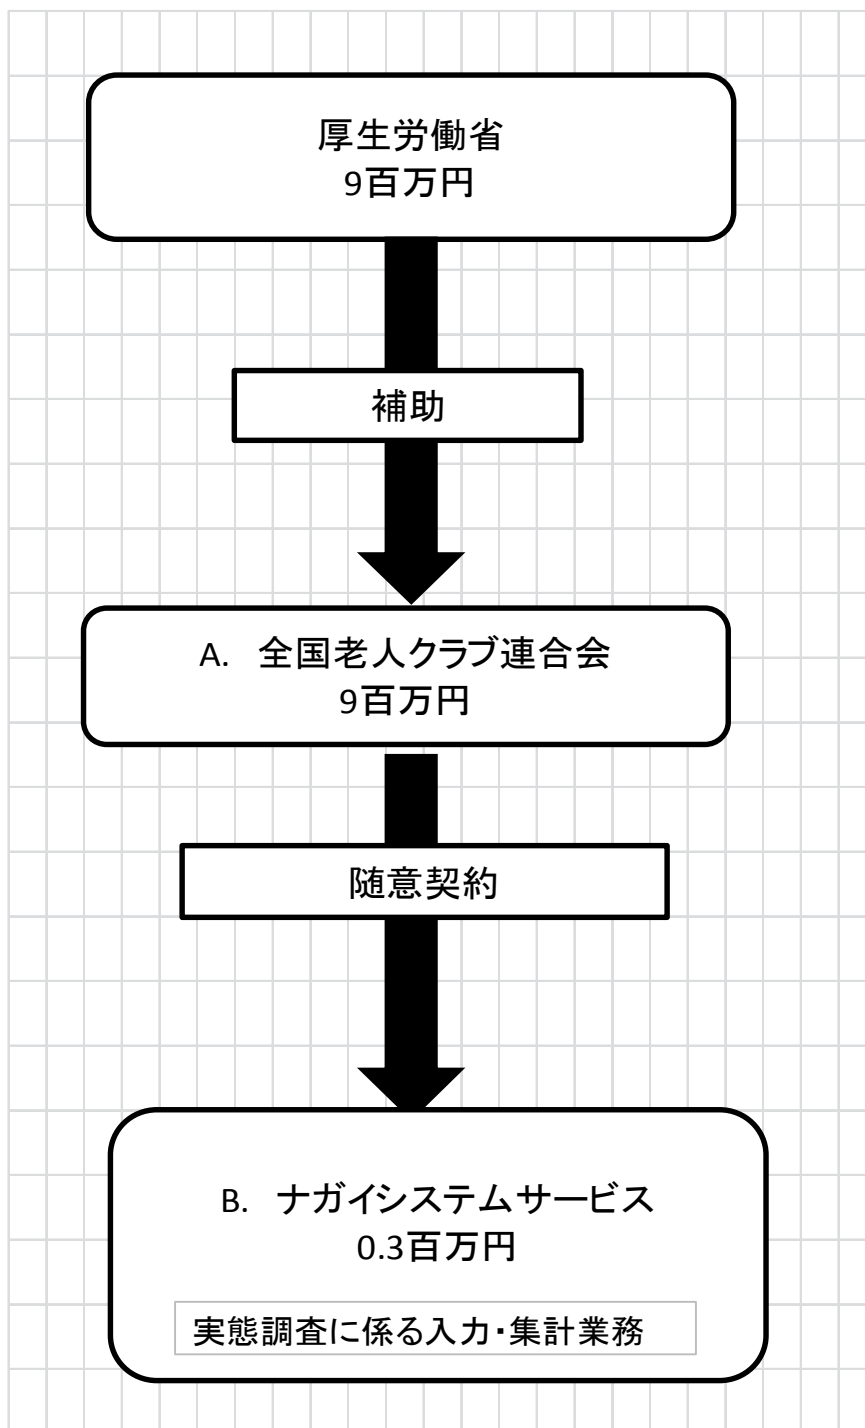 厚生労働省
9百万円
補助
A. 全国老人クラブ連合会
9百万円
随意契約
B. ナガイシステムサービス
0.3百万円
実態調査に係る入力・集計業務